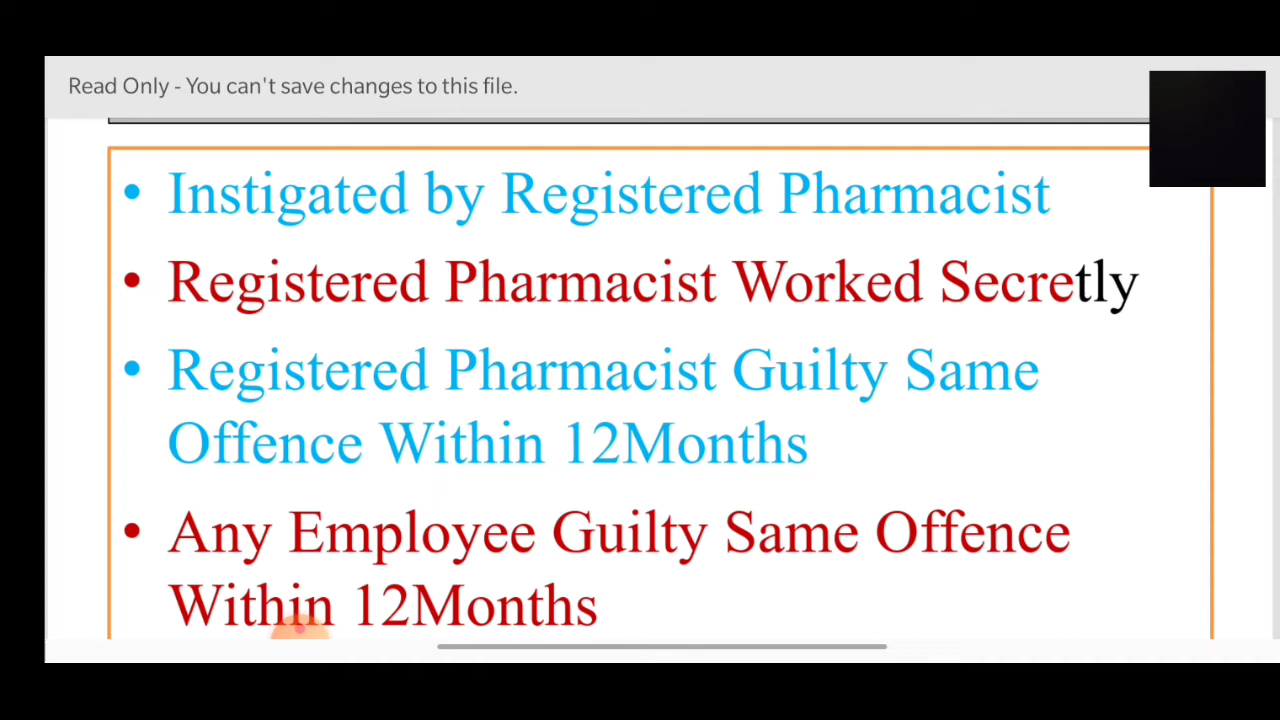 Read Only - You can't save changes to this file.
• Instigated by Registered Pharmacist
• Registered Pharmacist Worked Secretly
• Registered Pharmacist Guilty Same
Offence Within 12Months
• Any Employee Guilty Same Offence
Within 12Months